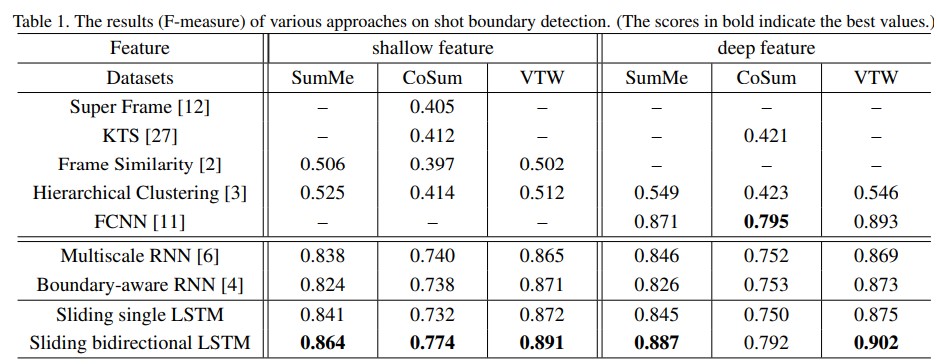 Table 1. The results (F-measure) of various approaches on shot boundary detection. (The scores in bold indicate the best values.)
Feature shallow feature deep feature
Datasets SumMe CoSum VTW SumMe CoSum VTW
Super Frame [12] – 0.405 – – – –
KTS [27] – 0.412 – – 0.421 –
Frame Similarity [2] 0.506 0.397 0.502 – – –
Hierarchical Clustering [3] 0.525 0.414 0.512 0.549 0.423 0.546
FCNN [11] – – – 0.871 0.795 0.893
Multiscale RNN [6] 0.838 0.740 0.865 0.846 0.752 0.869
Boundary-aware RNN [4] 0.824 0.738 0.871 0.826 0.753 0.873
Sliding single LSTM 0.841 0.732 0.872 0.845 0.750 0.875
Sliding bidirectional LSTM 0.864 0.774 0.891 0.887 0.792 0.902